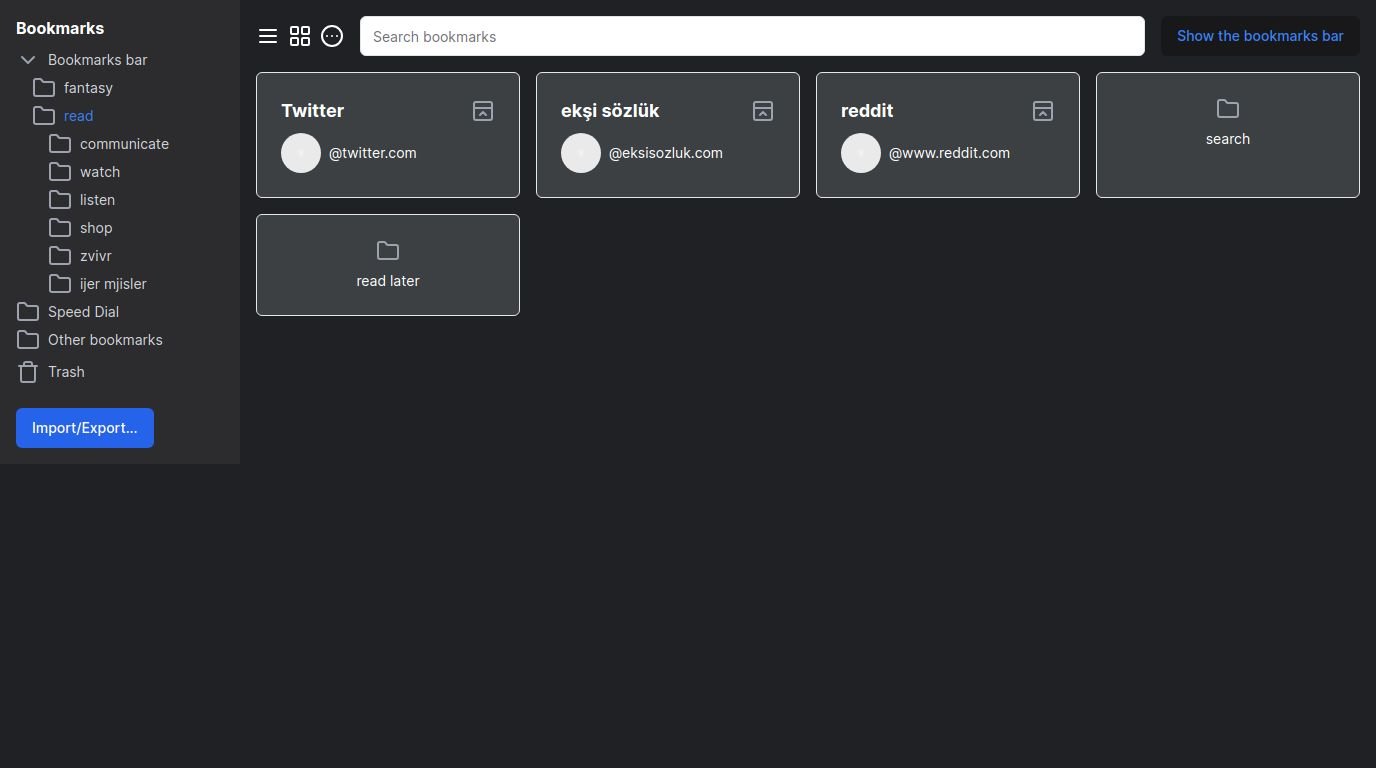 Bookmarks
Bookmarks bar
fantasy
read
communicate
watch
listen
shop
zvivr
ijer mjisler
Speed Dial
Other bookmarks
Trash
Import/Export...
Search bookmarks
Show the bookmarks bar
Twitter
@twitter.com
ekşi sözlük
@eksisozluk.com
reddit
@www.reddit.com
search
read later